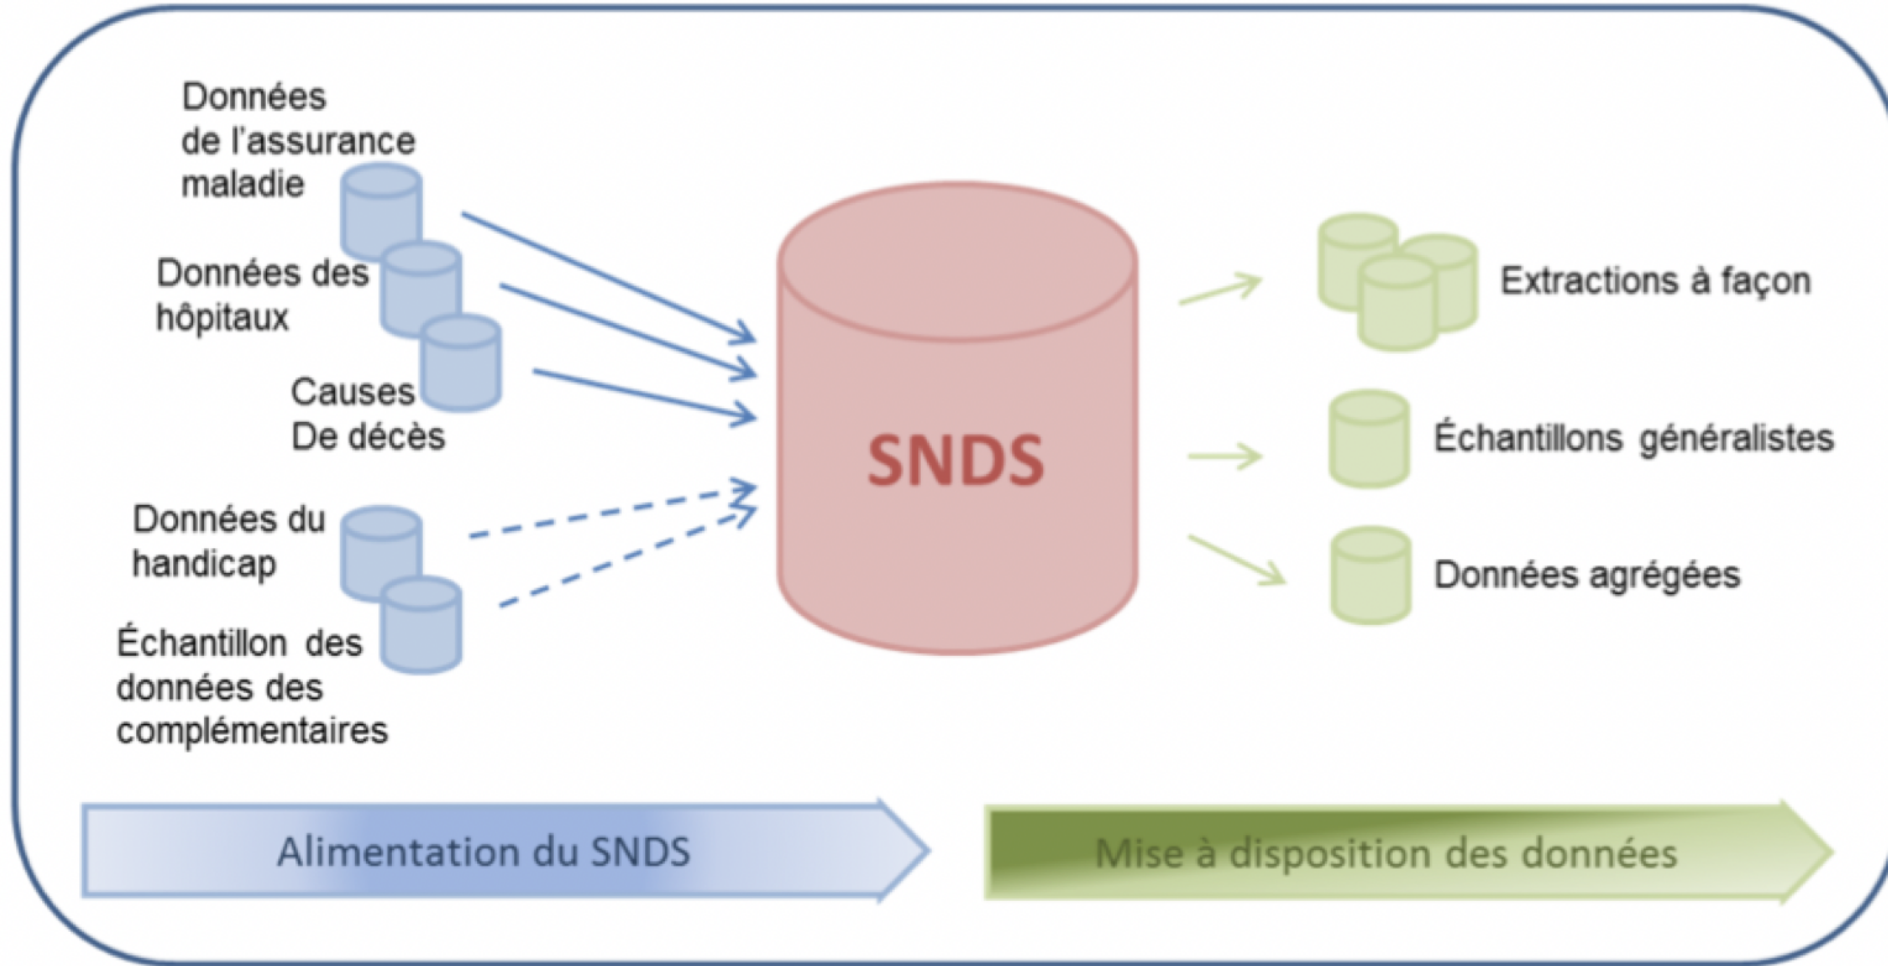 Données
de l'assurance
maladie
Données des
hôpitaux
Causes
De décès
Données du
handicap
Échantillon des
données des
complémentaires
SNDS
Extractions à façon
Échantillons généralistes
Données agrégées
Alimentation du SNDS
Mise à disposition des données